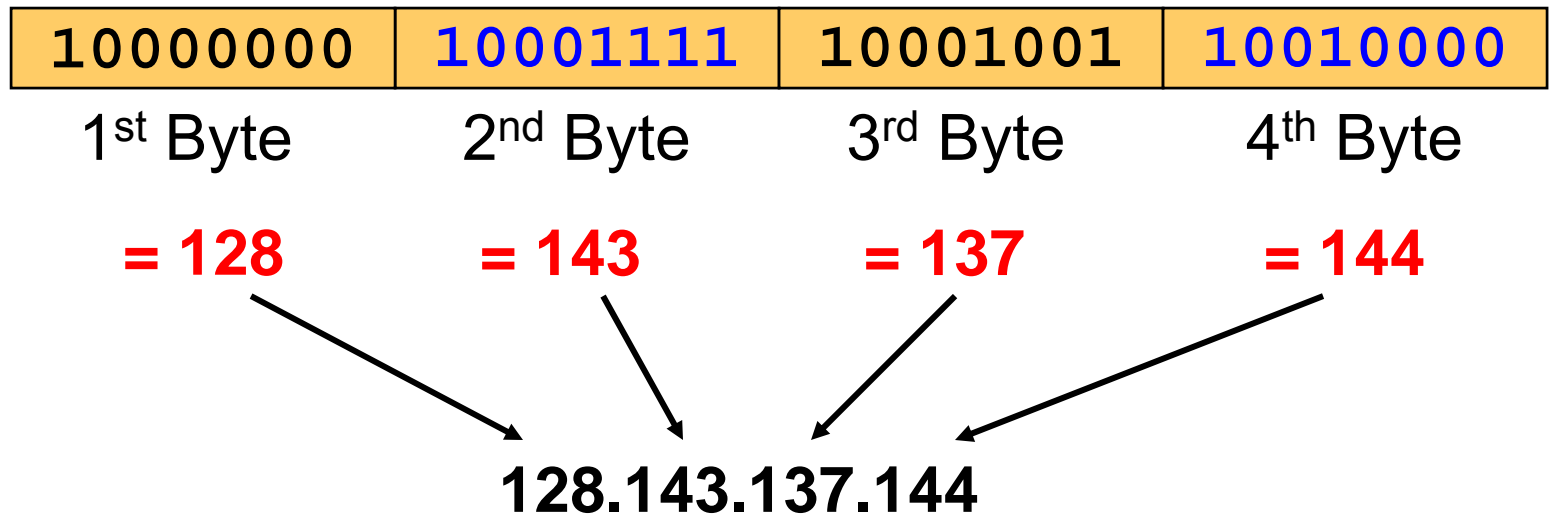 10000000 10001111 10001001 10010000
1st Byte 2nd Byte 3rd Byte 4th Byte
= 128 = 143 = 137 = 144
128.143.137.144